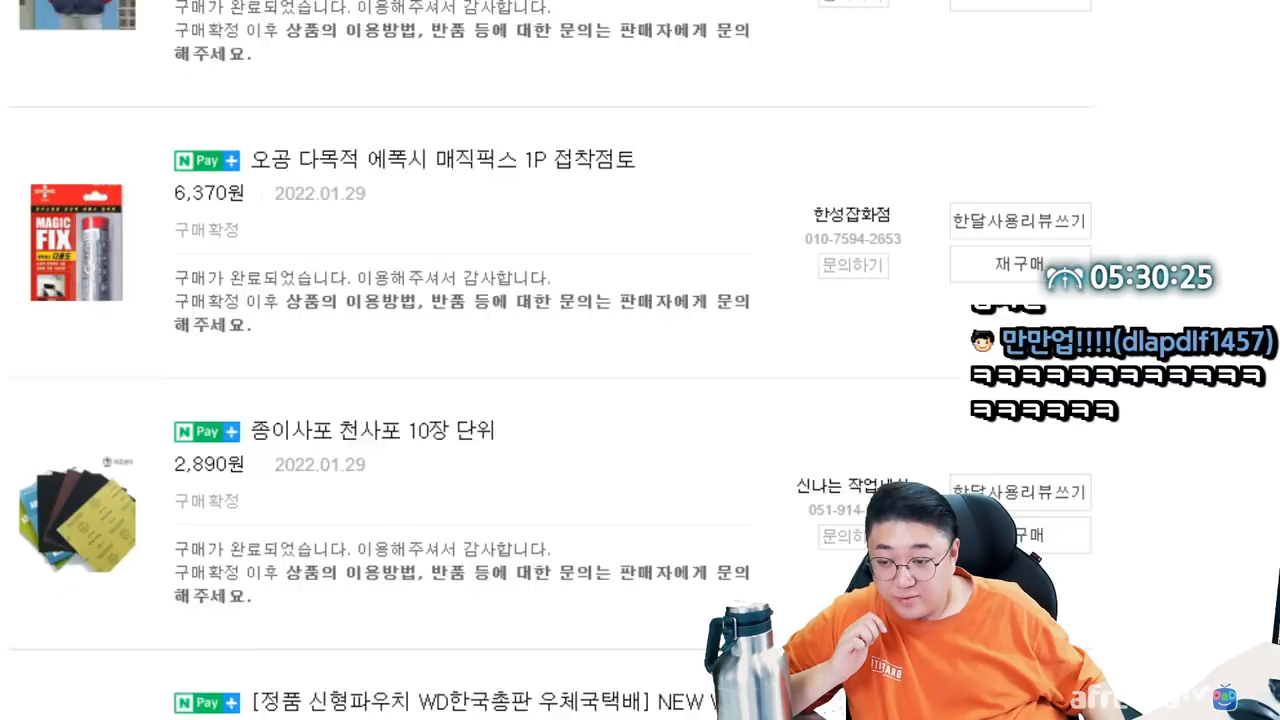 구매가 완료되었습니다. 이용해주셔서 감사합니다.
구매확정 이후 상품의 이용방법, 반품 등에 대한 문의는 판매자에게 문의
해주세요.
N Pay + 오공 다목적 에폭시 매직픽스 1P 접착점토
6,370원 2022.01.29
구매확정
구매가 완료되었습니다. 이용해주셔서 감사합니다.
구매확정 이후 상품의 이용방법, 반품 등에 대한 문의는 판매자에게 문의
해주세요.
MAGIC
FIX
다용도
한성잡화점
010-7594-2653
문의하기
한달사용리뷰쓰기
재구매
05:30:25
만만업!!!!(dlapdlf1457)
ㅋㅋㅋㅋㅋㅋㅋㅋㅋㅋㅋㅋ
ㅋㅋㅋㅋㅋㅋ
N Pay + 종이사포 천사포 10장 단위
2,890원 2022.01.29
구매확정
구매가 완료되었습니다. 이용해주셔서 감사합니다.
구매확정 이후 상품의 이용방법, 반품 등에 대한 문의는 판매자에게 문의
해주세요.
신나는
051-914-
문의하
한달사용리뷰쓰기
구매
N Pay + [정품 신형파우치 WD한국총판 우체국택배] NEW